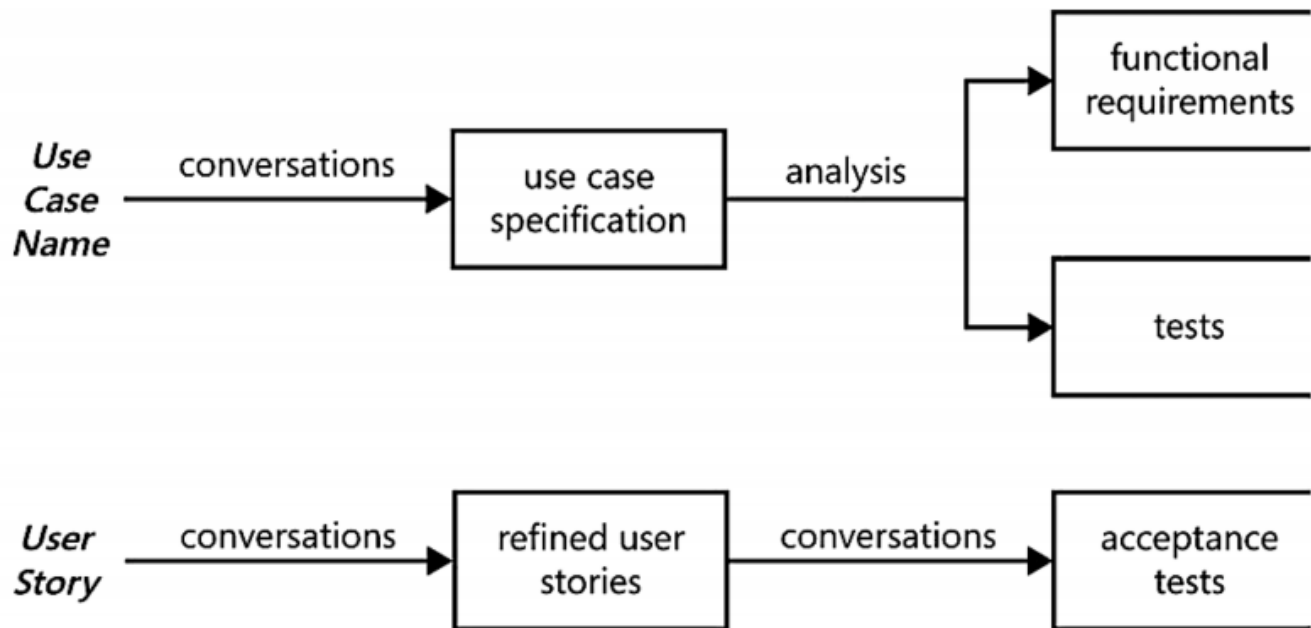 functional
requirements
Use
Case
Name
conversations
use case
specification
analysis
tests
User
Story
conversations
refined user
stories
conversations
acceptance
tests